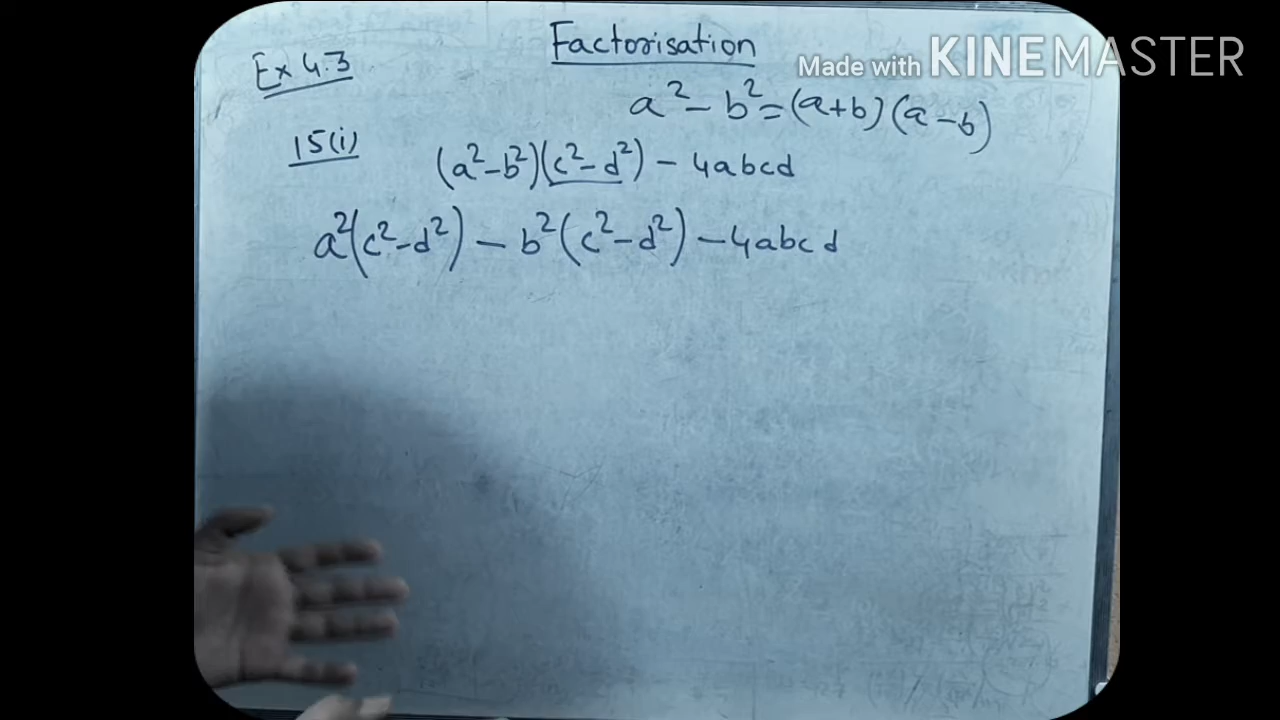 Factorisation
Made with KINEMASTER
Ex 4.3
a² - b² = (a+b)(a-b)
15(i)
(a²-b²)(c²-d²) - 4abcd
a²(c²-d²) - b²(c²-d²) - 4abcd